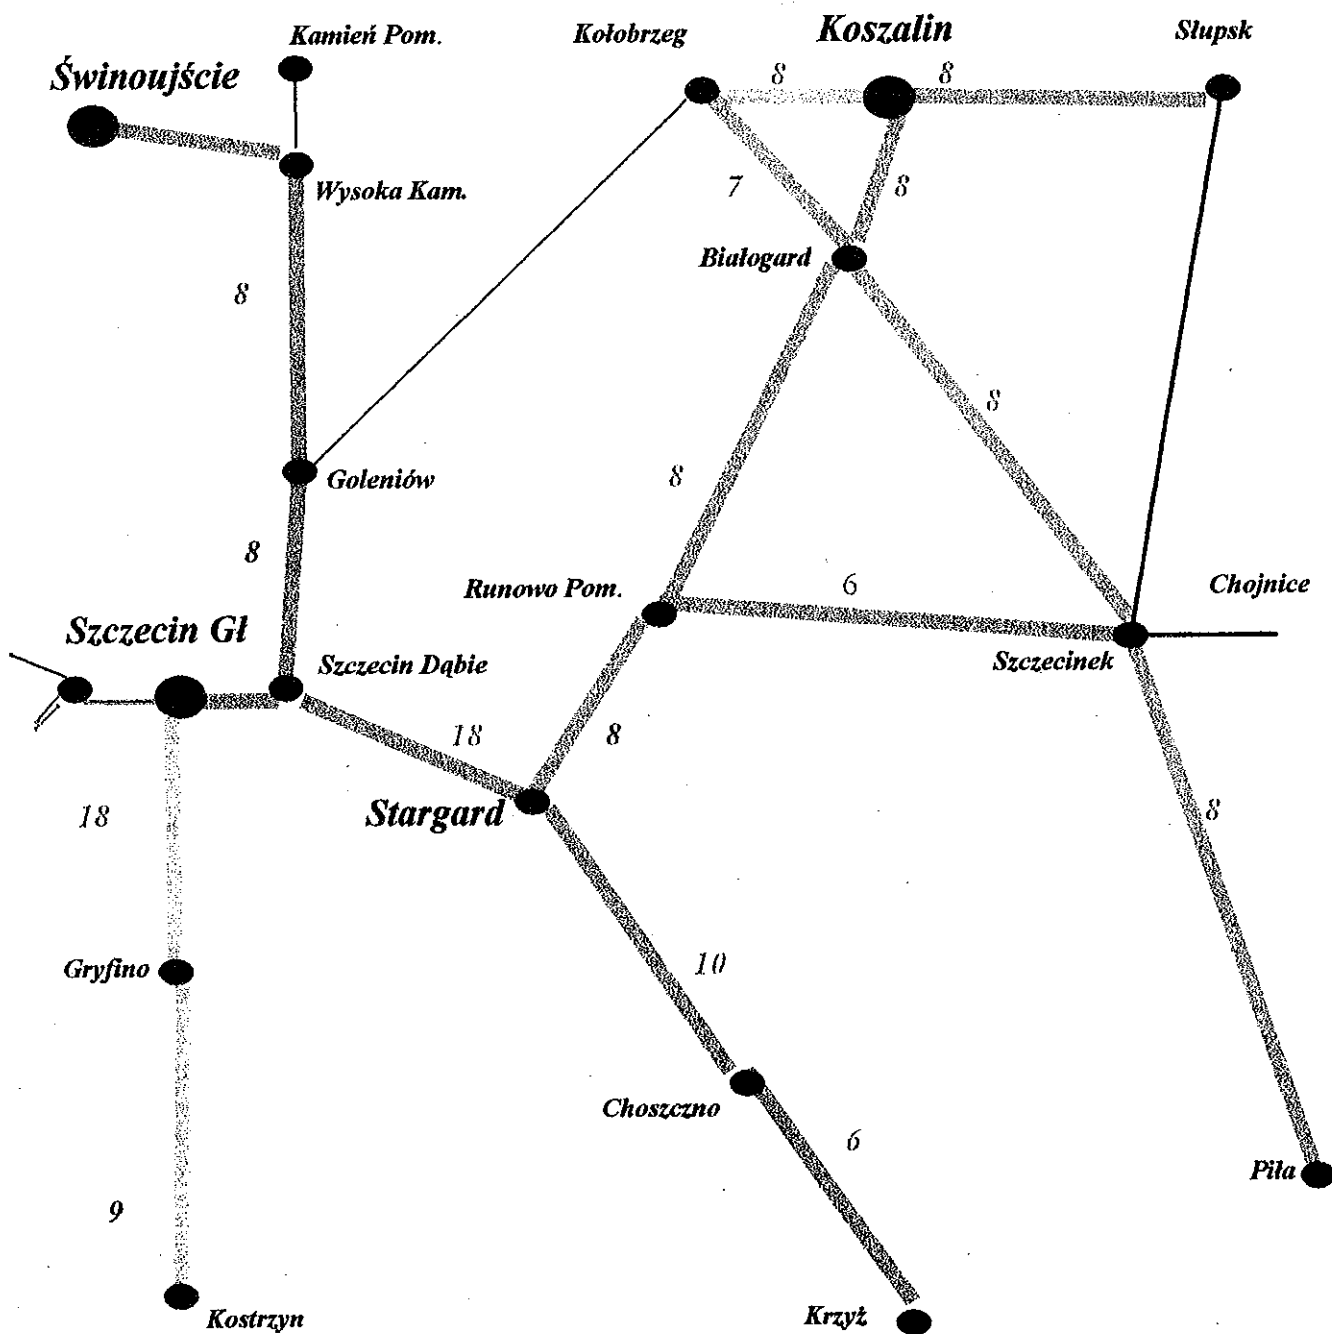 Kamień Pom.
Kołobrzeg
Koszalin
Słupsk
Świnoujście
8
8
Wysoka Kam.
7
8
Białogard
8
8
8
Goleniów
8
Runowo Pom.
6
Chojnice
Szczecin Gł
Szczecin Dąbie
Szczecinek
18
8
18
Stargard
8
Gryfino
10
Choszczno
6
Piła
9
Kostrzyn
Krzyż